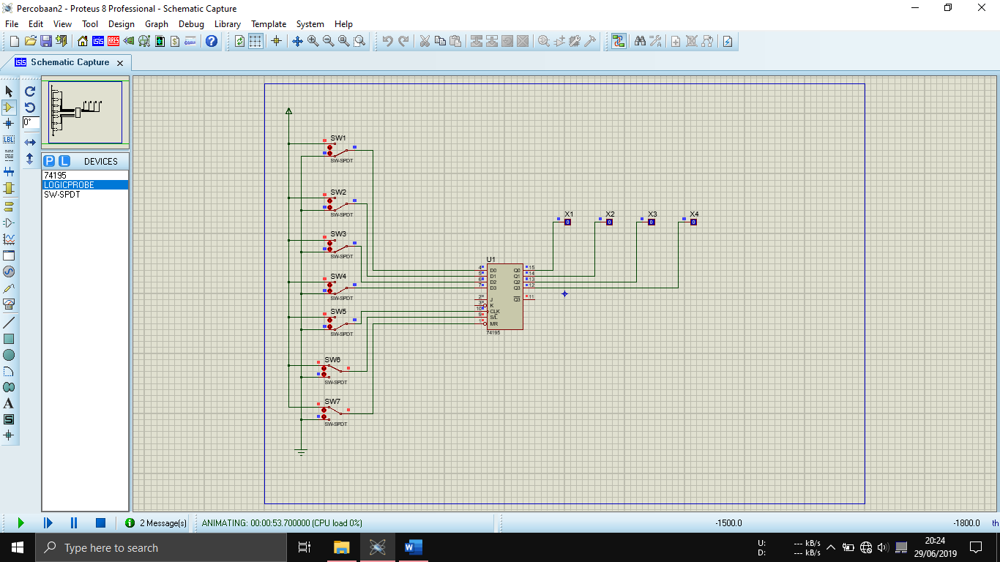 Percobaan2 - Proteus 8 Professional - Schematic Capture
File Edit View Tool Design Graph Debug Library Template System Help
Schematic Capture
LBL
0°
P L DEVICES
74195
LOGICPROBE
SW-SPDT
A
S
SW1
SW-SPDT
SW2
SW-SPDT
SW3
SW-SPDT
SW4
SW-SPDT
SW5
SW-SPDT
SW6
SW-SPDT
SW7
SW-SPDT
X1 X2 X3 X4
0 0 0 0
U1
4 D0 Q0 15
5 D1 Q1 14
6 D2 Q2 13
7 D3 Q3 12
2 J Q3 11
3 K
10 CLK
9 S/L
1 MR
74195
2 Message(s) ANIMATING: 00:00:53.700000 (CPU load 0%) -1500.0 -1800.0 th
Type here to search
U: --- kB/s
D: --- kB/s
20:24
29/06/2019